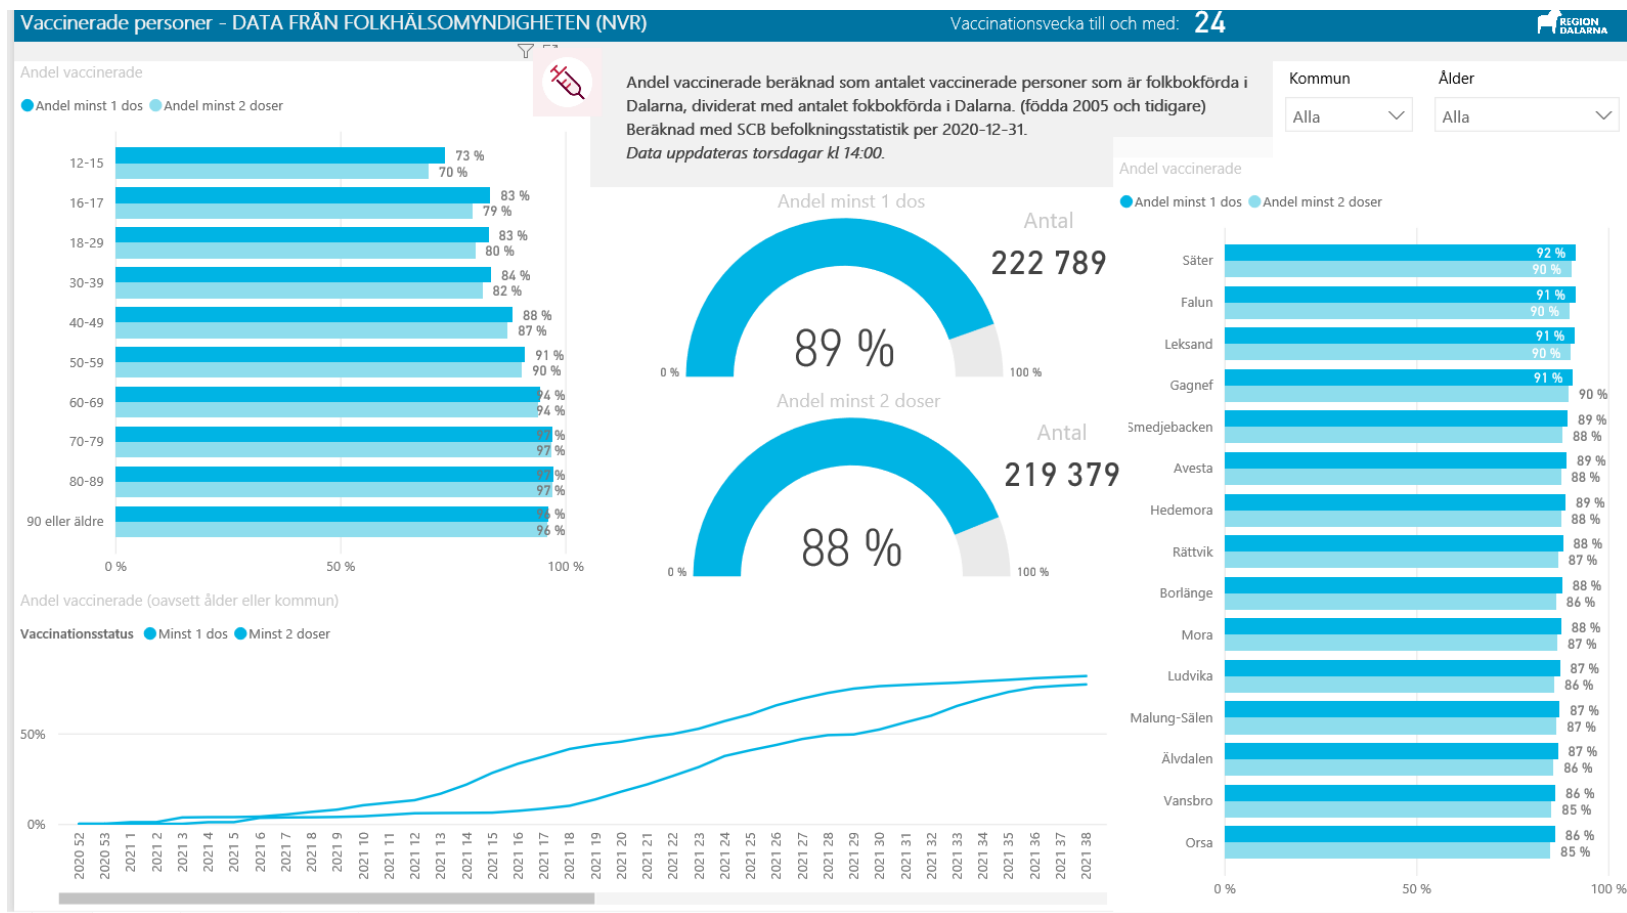 Vaccinerade personer - DATA FRÅN FOLKHÄLSOMYNDIGHETEN (NVR)
Vaccinationsvecka till och med: 24
REGION
DALARNA
Andel vaccinerade
Andel minst 1 dos Andel minst 2 doser
12-15 73 %
70 %
16-17 83 %
79 %
18-29 83 %
80 %
30-39 84 %
82 %
40-49 88 %
87 %
50-59 91 %
90 %
60-69 94 %
94 %
70-79 97 %
97 %
80-89 97 %
97 %
90 eller äldre 96 %
96 %
0 % 50 % 100 %
Andel vaccinerade beräknad som antalet vaccinerade personer som är folkbokförda i
Dalarna, dividerat med antalet fokbokförda i Dalarna. (födda 2005 och tidigare)
Beräknad med SCB befolkningsstatistik per 2020-12-31.
Data uppdateras torsdagar kl 14:00.
Kommun Ålder
Alla Alla
Andel minst 1 dos
Antal
222 789
89 %
0 % 100 %
Andel minst 2 doser
Antal
219 379
88 %
0 % 100 %
Andel vaccinerade
Andel minst 1 dos Andel minst 2 doser
Säter 92 %
90 %
Falun 91 %
90 %
Leksand 91 %
90 %
Gagnef 91 %
90 %
Smedjebacken 89 %
88 %
Avesta 89 %
88 %
Hedemora 89 %
88 %
Rättvik 88 %
87 %
Borlänge 88 %
86 %
Mora 88 %
87 %
Ludvika 87 %
86 %
Malung-Sälen 87 %
87 %
Älvdalen 87 %
86 %
Vansbro 86 %
85 %
Orsa 86 %
85 %
0 % 50 % 100 %
Andel vaccinerade (oavsett ålder eller kommun)
Vaccinationsstatus Minst 1 dos Minst 2 doser
50%
0%
2020 52
2020 53
2021 1
2021 2
2021 3
2021 4
2021 5
2021 6
2021 7
2021 8
2021 9
2021 10
2021 11
2021 12
2021 13
2021 14
2021 15
2021 16
2021 17
2021 18
2021 19
2021 20
2021 21
2021 22
2021 23
2021 24
2021 25
2021 26
2021 27
2021 28
2021 29
2021 30
2021 31
2021 32
2021 33
2021 34
2021 35
2021 36
2021 37
2021 38